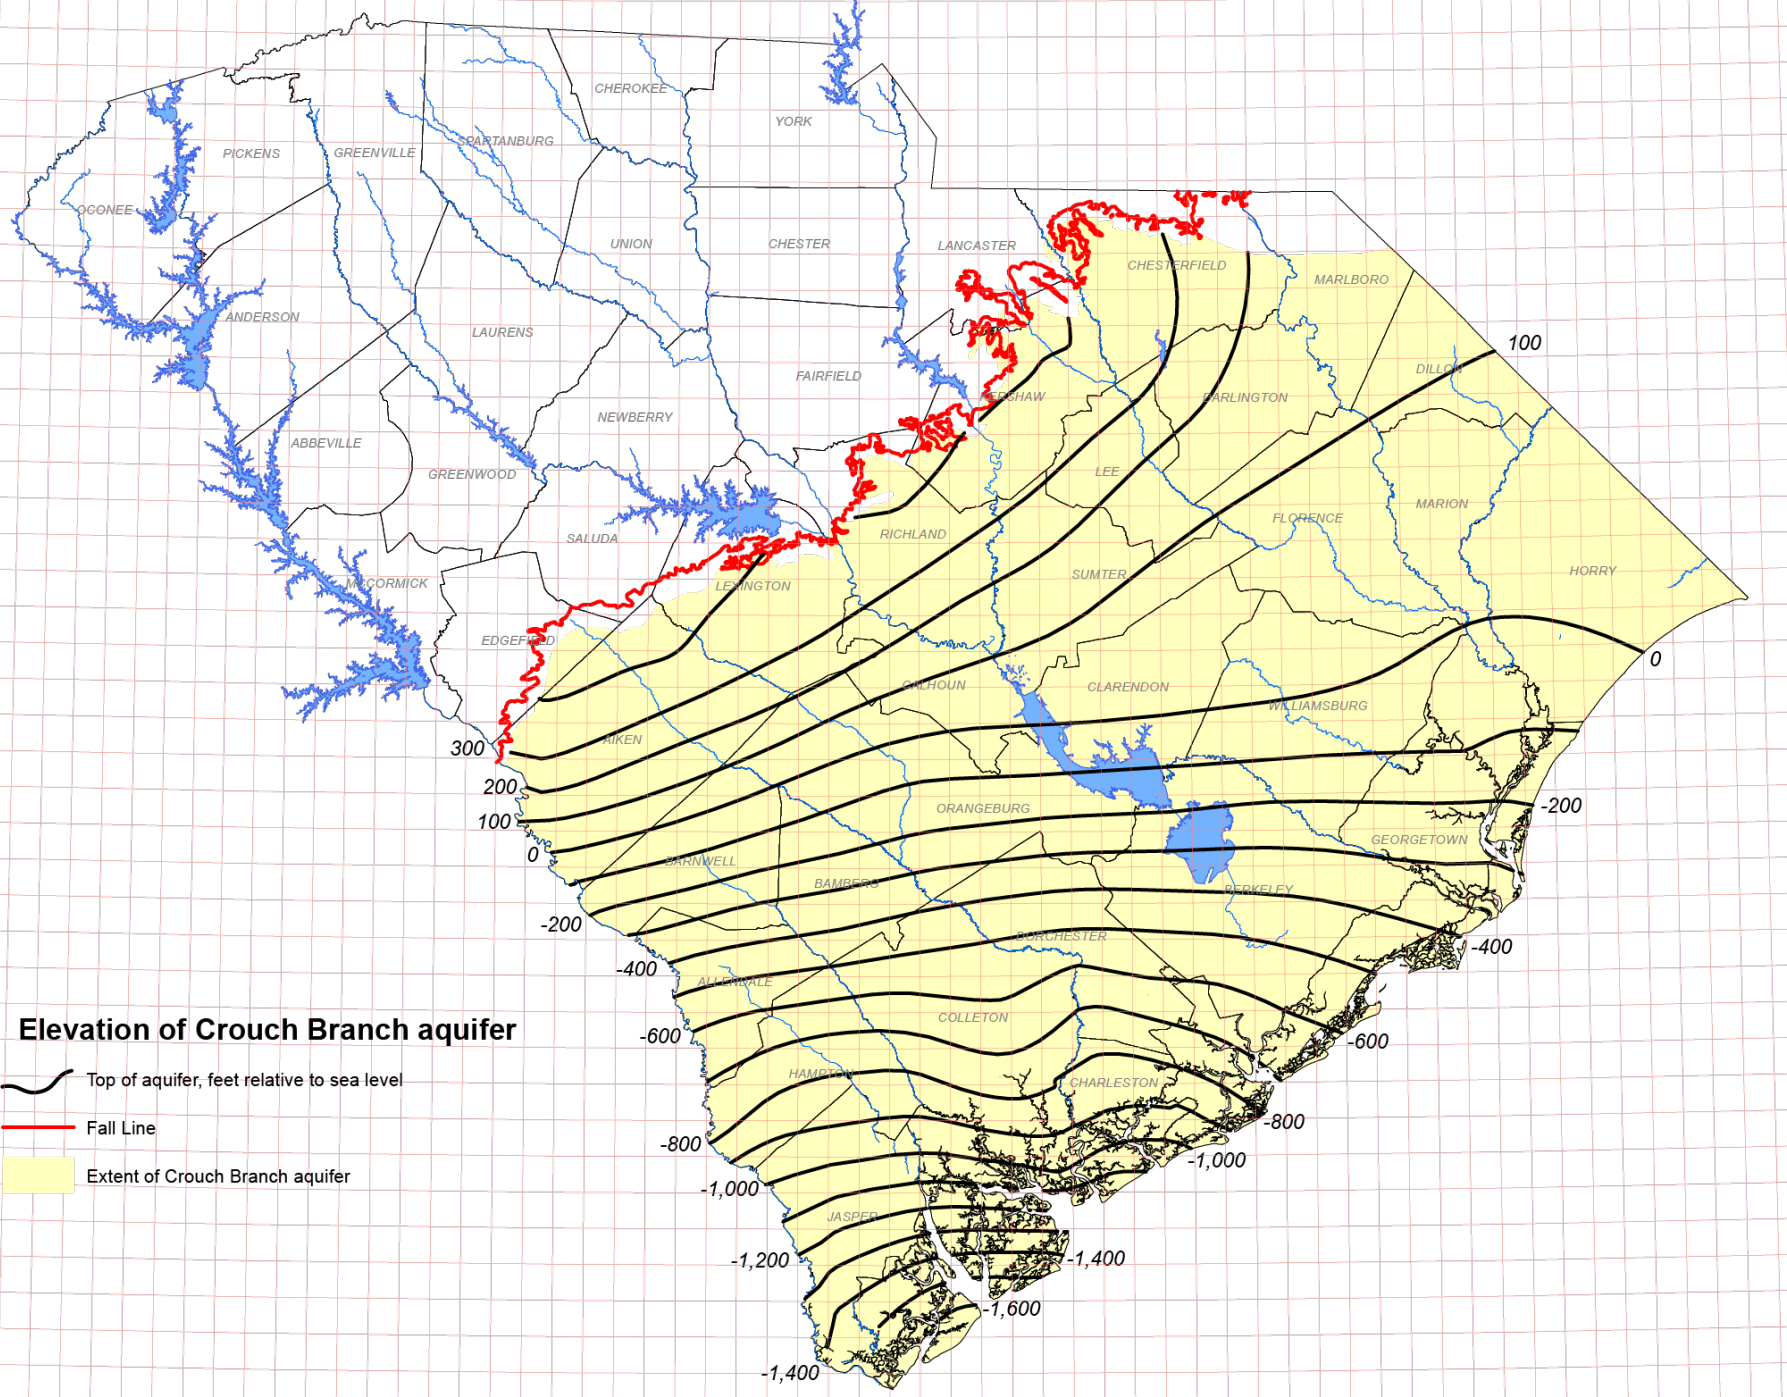 CHEROKEE
YORK
SPARTANBURG
PICKENS
GREENVILLE
OCONEE
UNION
CHESTER
LANCASTER
CHESTERFIELD
MARLBORO
ANDERSON
LAURENS
100
FAIRFIELD
DILLON
KERSHAW
DARLINGTON
NEWBERRY
ABBEVILLE
GREENWOOD
LEE
MARION
FLORENCE
RICHLAND
SALUDA
HORRY
SUMTER
MCCORMICK
LEXINGTON
EDGEFIELD
0
CALHOUN
CLARENDON
WILLIAMSBURG
AIKEN
300
200
-200
ORANGEBURG
100
GEORGETOWN
0
BARNWELL
BAMBERG
BERKELEY
-200
DORCHESTER
-400
-400
ALLENDALE
COLLETON
Elevation of Crouch Branch aquifer
-600
-600
HAMPTON
Top of aquifer, feet relative to sea level
CHARLESTON
-800
Fall Line
-800
-1,000
Extent of Crouch Branch aquifer
-1,000
JASPER
-1,400
-1,200
-1,600
-1,400